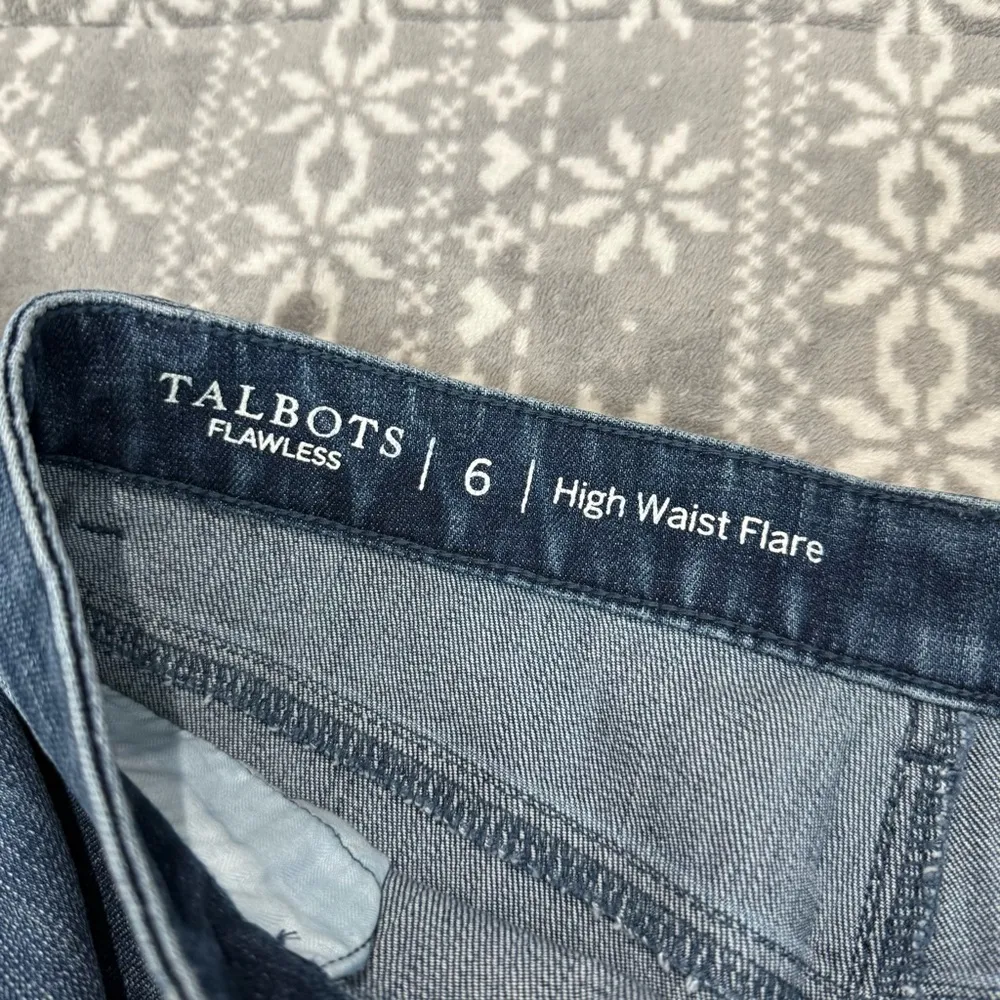 TALBOTS
FLAWLESS
| 6 | High Waist Flare